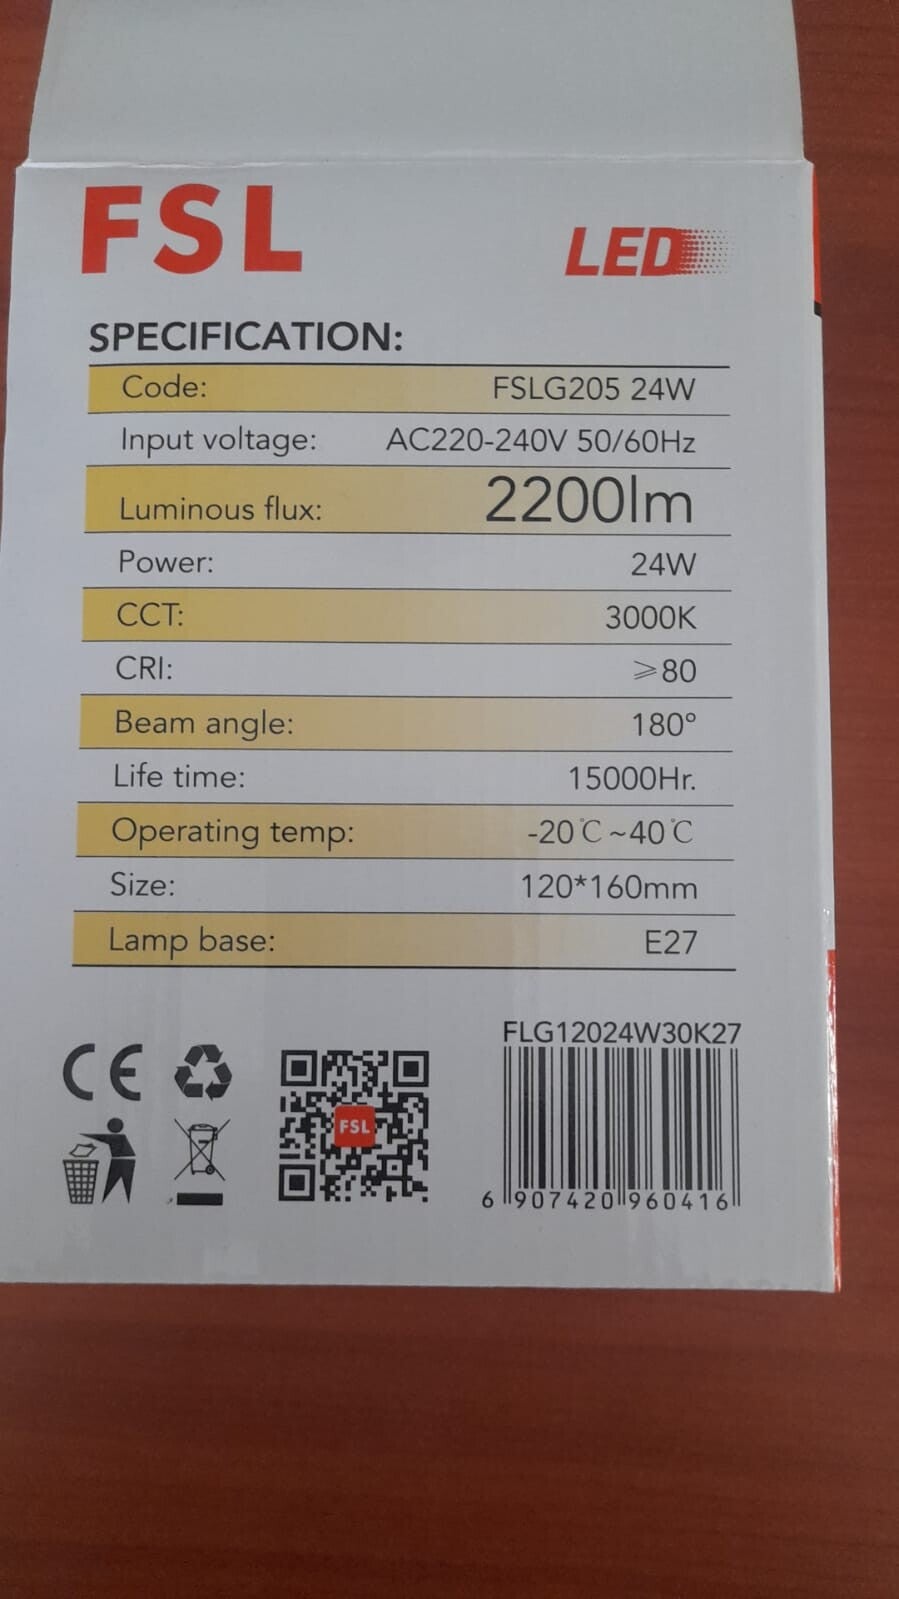 FSL
LED
SPECIFICATION:
Code: FSLG205 24W
Input voltage: AC220-240V 50/60Hz
Luminous flux: 2200lm
Power: 24W
CCT: 3000K
CRI: ⩾80
Beam angle: 180°
Life time: 15000Hr.
Operating temp: -20℃~40℃
Size: 120*160mm
Lamp base: E27
FLG12024W30K27
CE
FSL
6 907420 960416